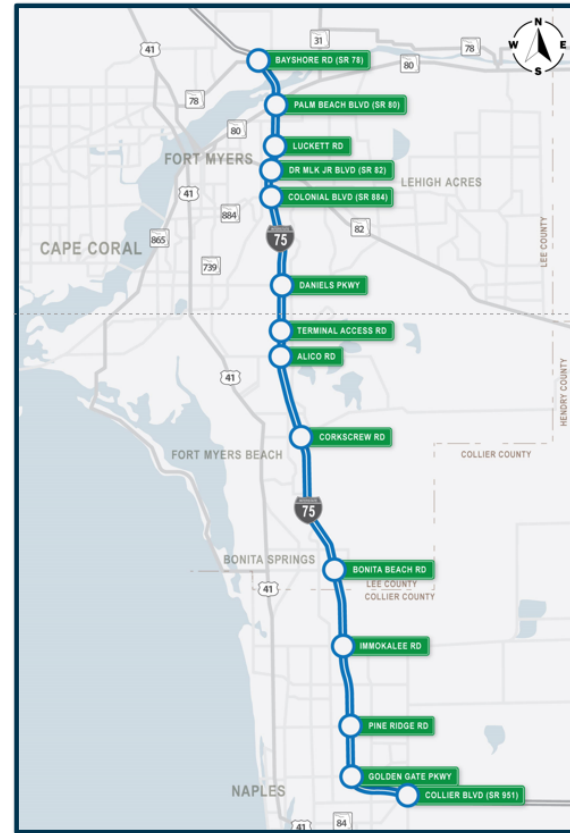 N
W E
S
31
41
78
BAYSHORE RD (SR 78)
80
78
PALM BEACH BLVD (SR 80)
80
LUCKETT RD
FORT MYERS
DR MLK JR BLVD (SR 82)
LEHIGH ACRES
41
COLONIAL BLVD (SR 884)
884
82
865
75
CAPE CORAL
739
LEE COUNTY
DANIELS PKWY
TERMINAL ACCESS RD
ALICO RD
41
HENDRY COUNTY
CORKSCREW RD
FORT MYERS BEACH
COLLIER COUNTY
75
BONITA SPRINGS
BONITA BEACH RD
LEE COUNTY
41
COLLIER COUNTY
IMMOKALEE RD
PINE RIDGE RD
GOLDEN GATE PKWY
NAPLES
COLLIER BLVD (SR 951)
41
84